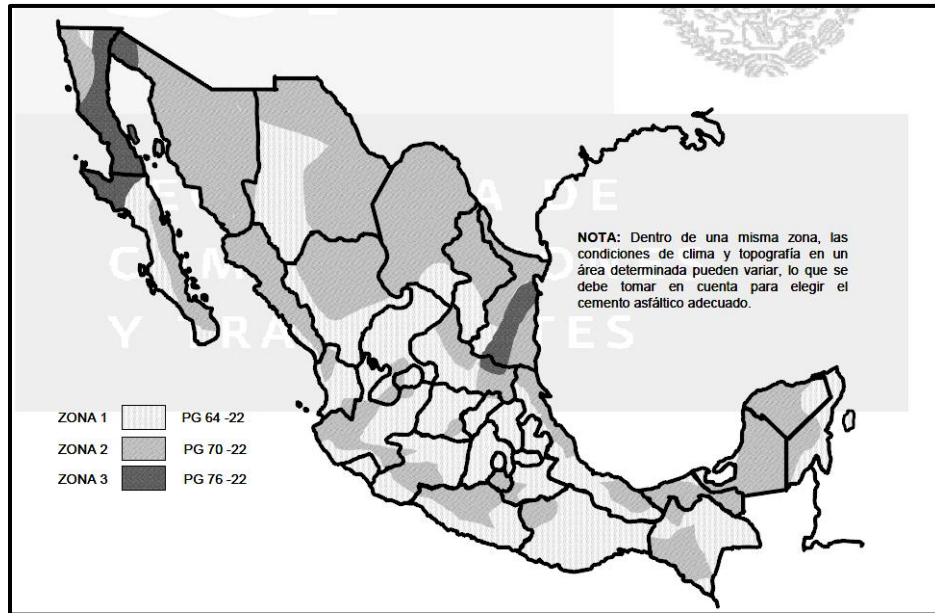 NOTA: Dentro de una misma zona, las
condiciones de clima y topografía en un
área determinada pueden variar, lo que se
debe tomar en cuenta para elegir el
cemento asfáltico adecuado.
ZONA 1 PG 64 -22
ZONA 2 PG 70 -22
ZONA 3 PG 76 -22